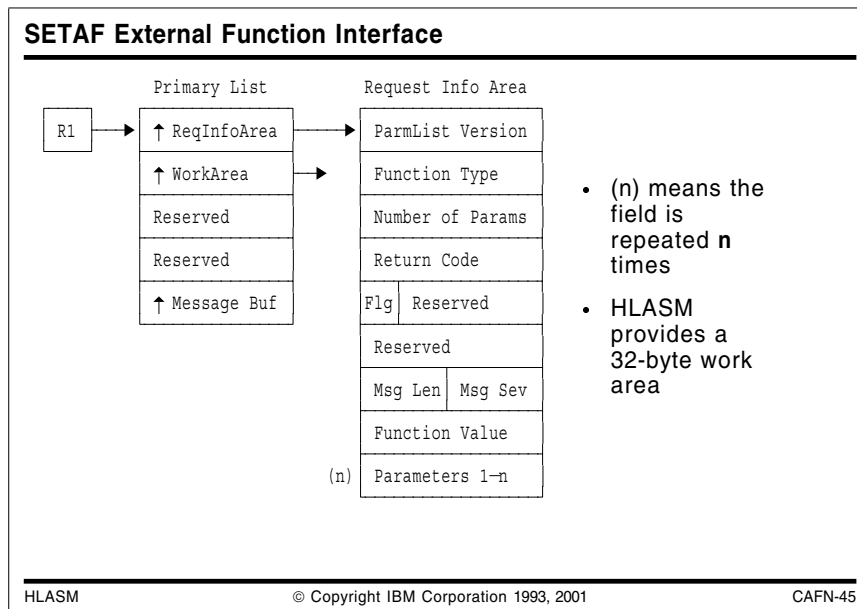 SETAF External Function Interface
Primary List
Request Info Area
R1
↑ ReqInfoArea
ParmList Version
↑ WorkArea
Function Type
Reserved
Number of Params
Reserved
Return Code
↑ Message Buf
Flg
Reserved
Reserved
Msg Len
Msg Sev
Function Value
(n)
Parameters 1—n
• (n) means the
field is
repeated n
times
• HLASM
provides a
32-byte work
area
HLASM
© Copyright IBM Corporation 1993, 2001
CAFN-45